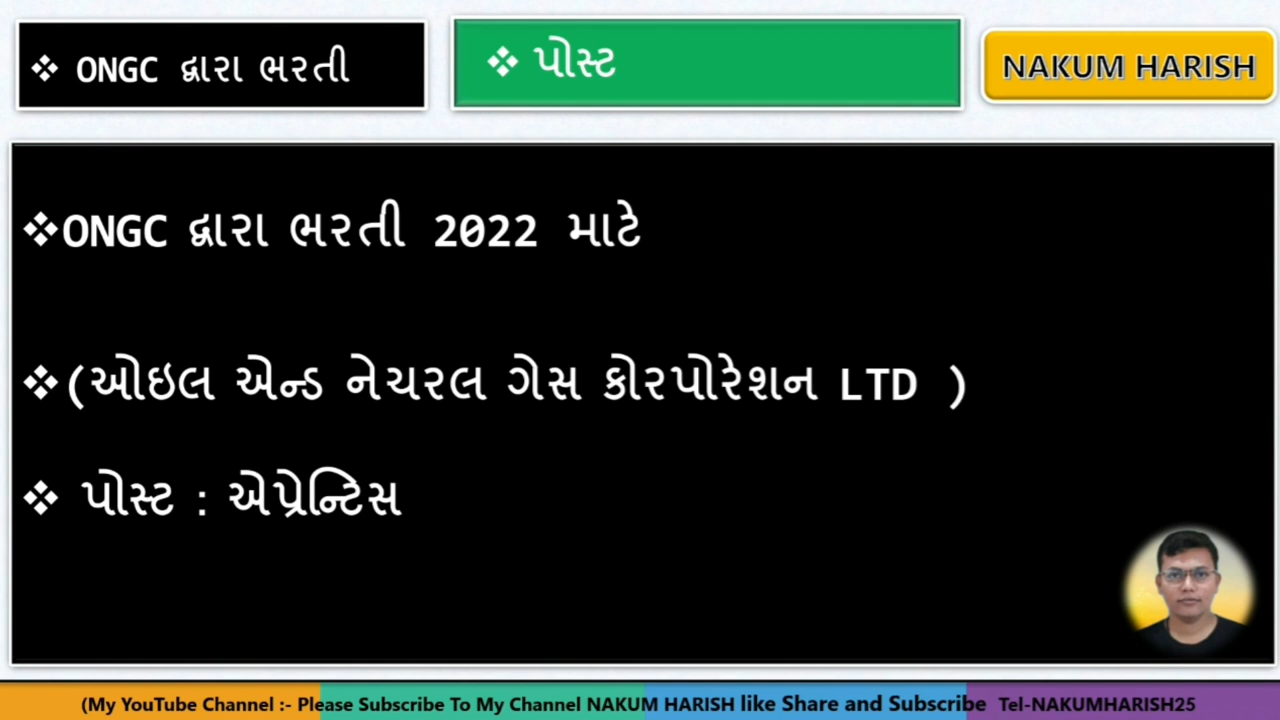 ❖ ONGC દ્વારા ભરતી
❖ પોસ્ટ
NAKUM HARISH
❖ONGC દ્વારા ભરતી 2022 માટે
❖(ઓઇલ એન્ડ નેચરલ ગેસ કોરપોરેશન LTD )
❖ પોસ્ટ : એપ્રેન્ટિસ
(My YouTube Channel :- Please Subscribe To My Channel NAKUM HARISH like Share and Subscribe Tel-NAKUMHARISH25